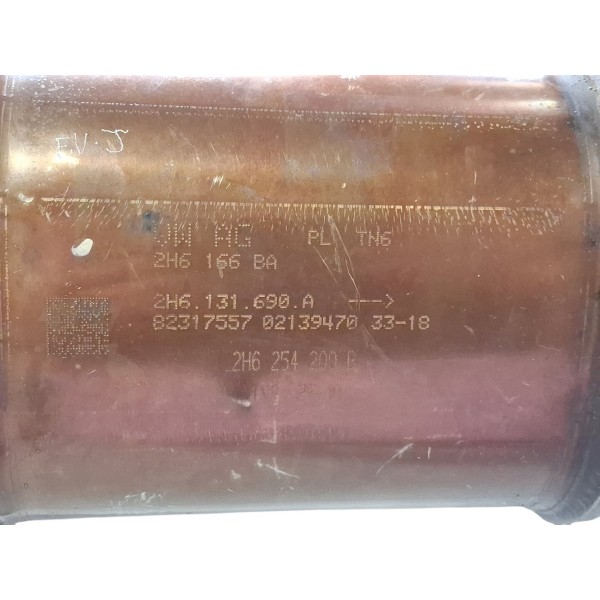 EV.J
VW AG PL TN6
2H6 166 BA
2H6.131.690.A --->
82317557 02139470 33-18
2H6 254 200